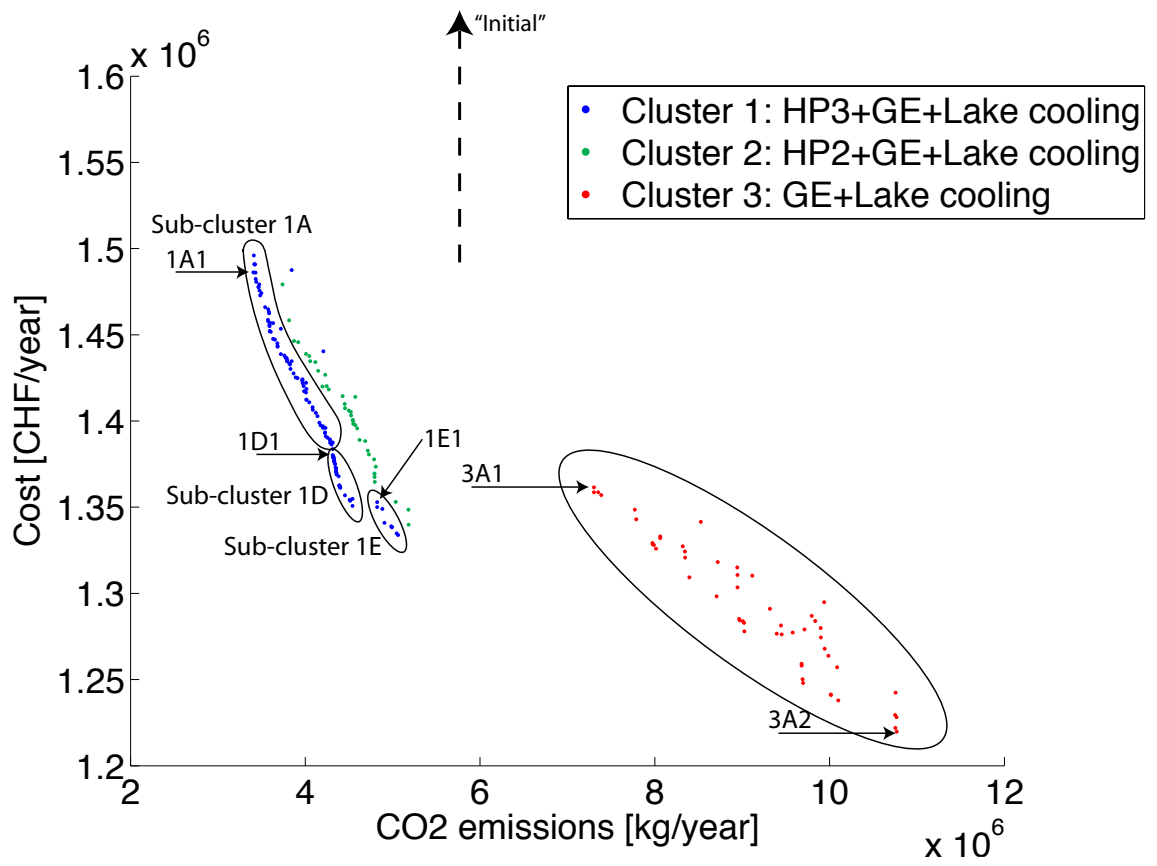 “Initial”
x 10^6
1.6
1.55
1.5
1.45
1.4
1.35
1.3
1.25
1.2
Cost [CHF/year]
Cluster 1: HP3+GE+Lake cooling
Cluster 2: HP2+GE+Lake cooling
Cluster 3: GE+Lake cooling
Sub-cluster 1A
1A1
1D1
1E1
Sub-cluster 1D
Sub-cluster 1E
3A1
3A2
2
4
6
8
10
12
CO2 emissions [kg/year]
x 10^6